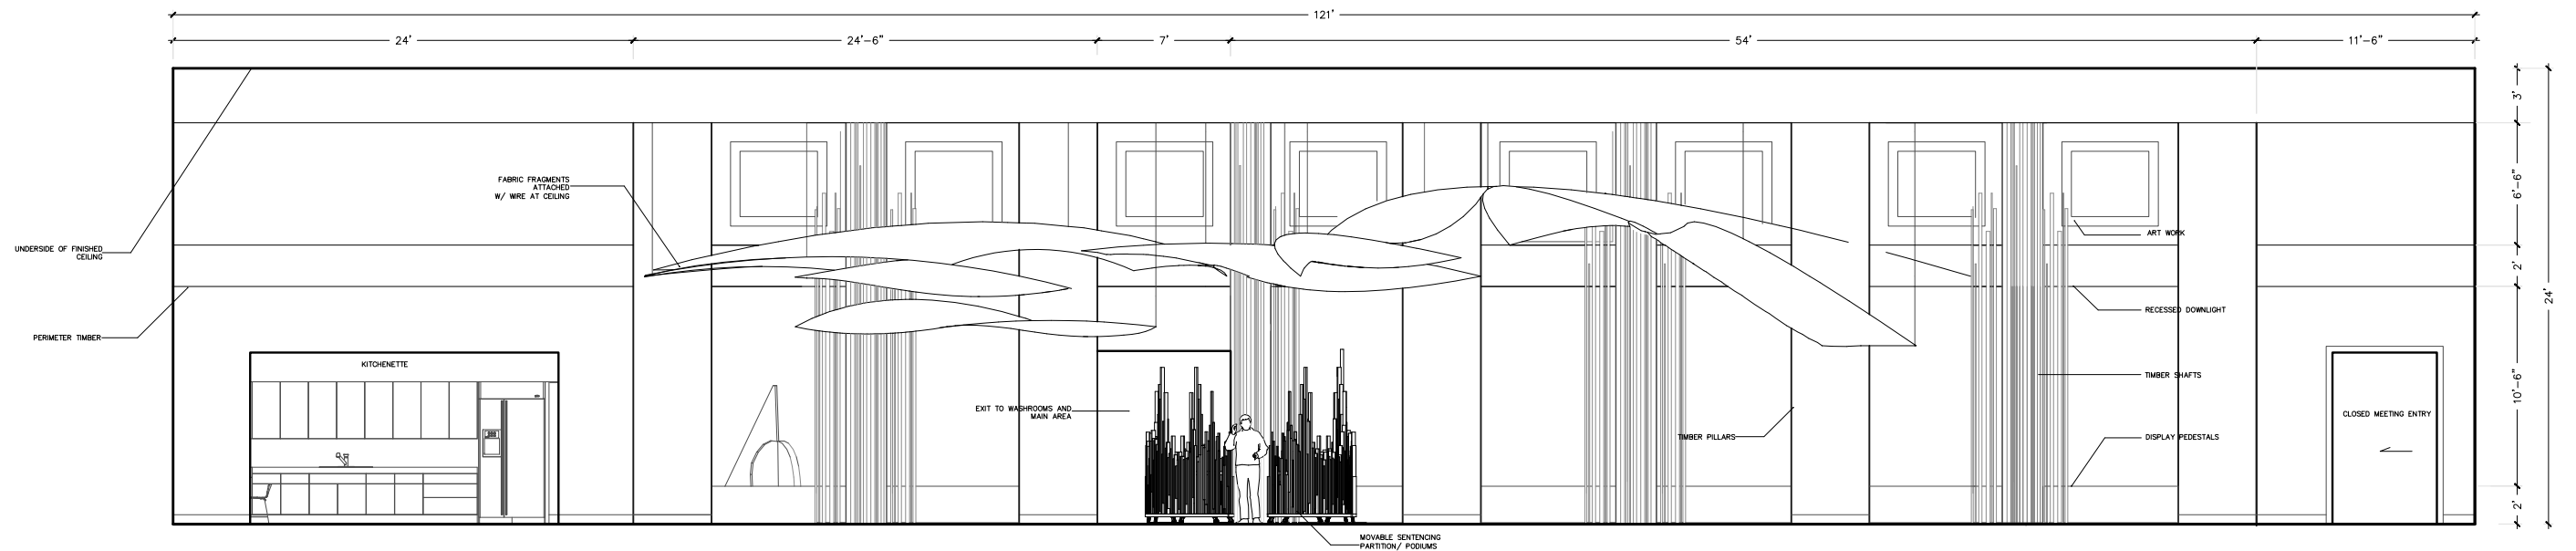 121'
24'
24'-6"
7'
54'
11'-6"
3'
FABRIC FRAGMENTS
ATTACHED
W/ WIRE AT CEILING
6'-6"
UNDERSIDE OF FINISHED
CEILING
ART WORK
2'
24'
RECESSED DOWNLIGHT
PERIMETER TIMBER
KITCHENETTE
TIMBER SHAFTS
10'-6"
EXIT TO WASHROOMS AND
MAIN AREA
CLOSED MEETING ENTRY
TIMBER PILLARS
DISPLAY PEDESTALS
2'
MOVABLE SENTENCING
PARTITION/ PODIUMS